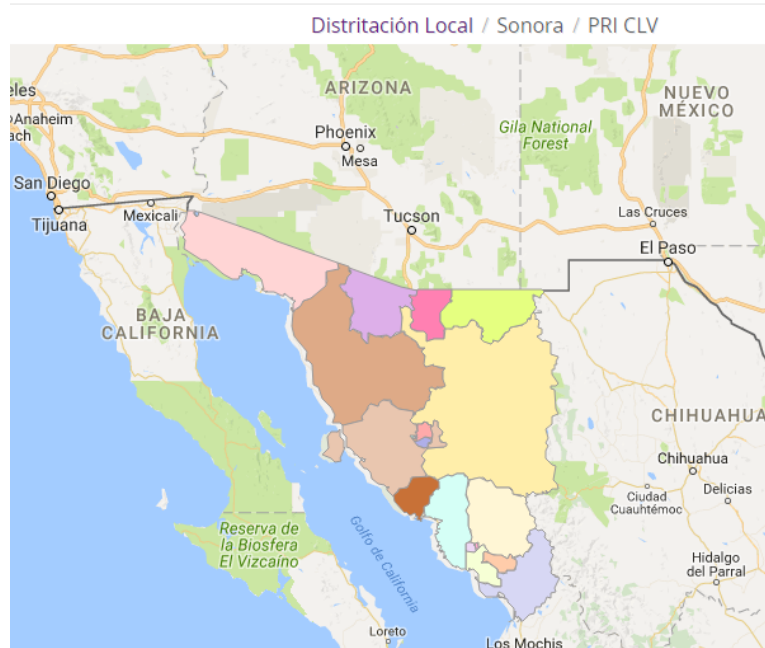 Distritación Local / Sonora / PRI CLV
eles
Anaheim
ach
ARIZONA
NUEVO
MÉXICO
Phoenix
Mesa
Gila National
Forest
San Diego
Tijuana
Mexicali
Tucson
Las Cruces
El Paso
BAJA
CALIFORNIA
CHIHUAHUA
Chihuahua
Delicias
Ciudad
Cuauhtémoc
Reserva de
la Biosfera
El Vizcaíno
Golfo de California
Hidalgo
del Parral
Loreto
Los Mochis